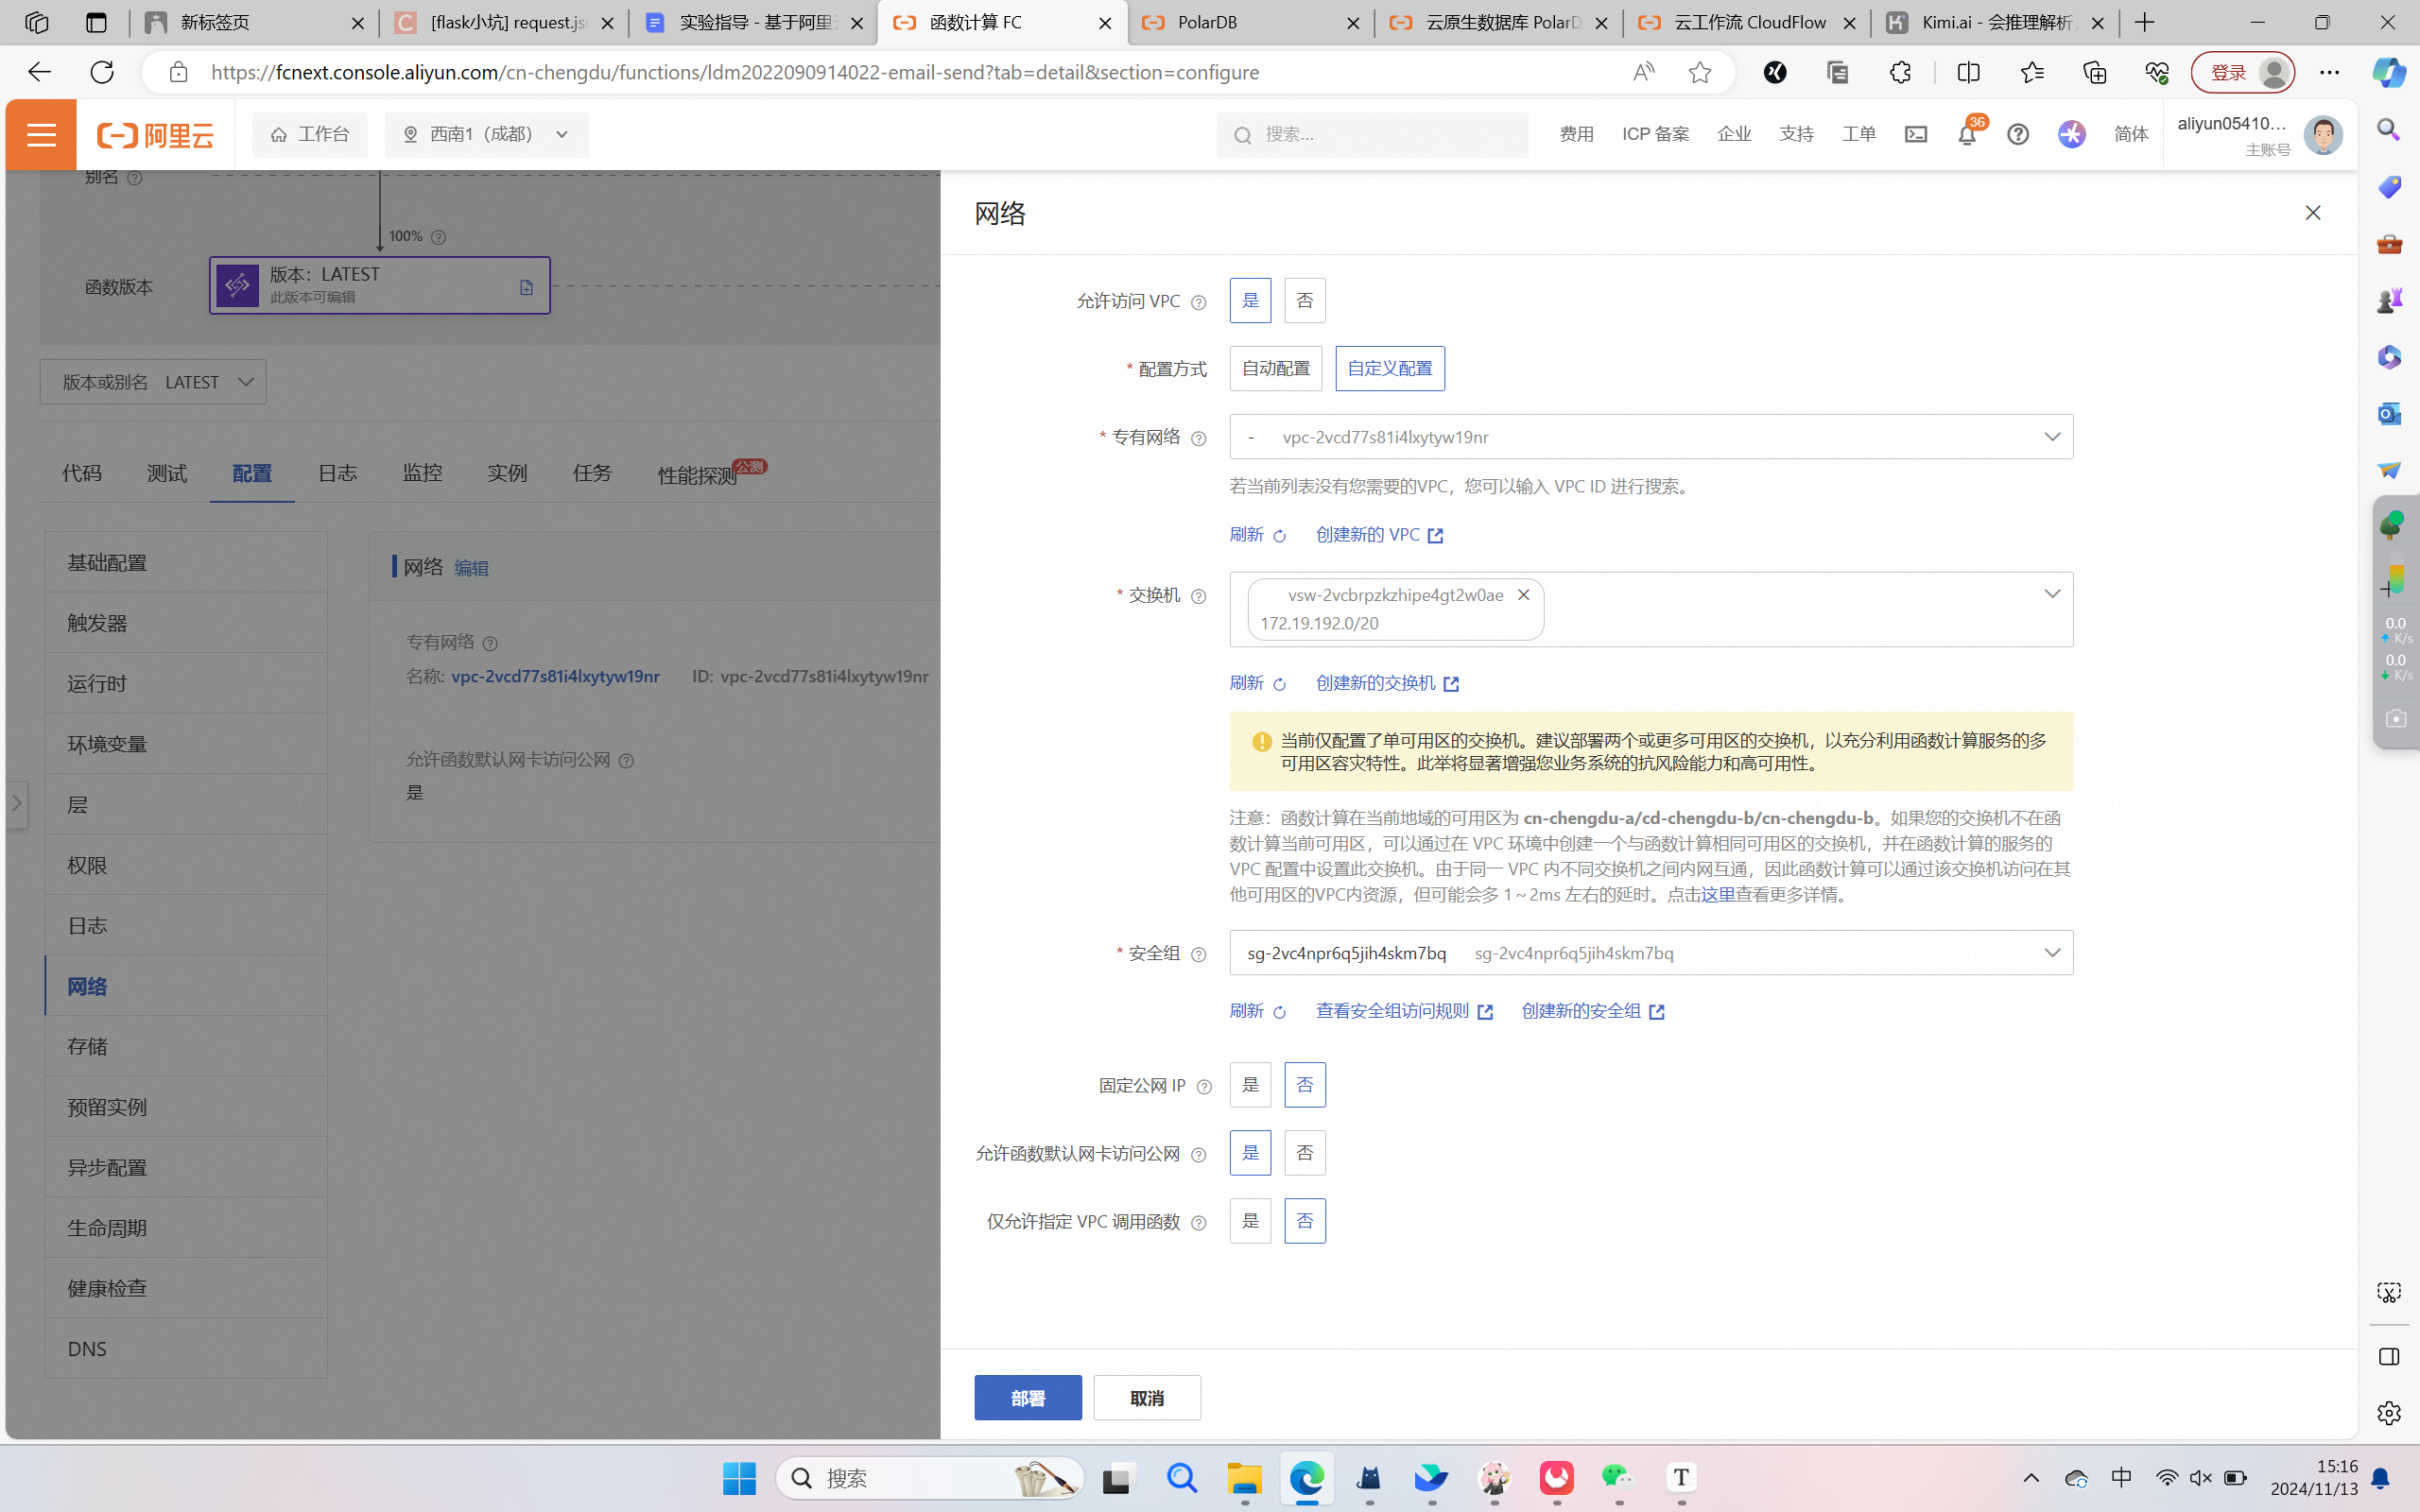 新标签页
[flask小坑] request.js
实验指导 - 基于阿里
函数计算 FC
PolarDB
云原生数据库 PolarD
云工作流 CloudFlow
Kimi.ai - 会推理解析
https://fcnext.console.aliyun.com/cn-chengdu/functions/ldm2022090914022-email-send?tab=detail&section=configure
登录
阿里云
工作台
西南1（成都）
搜索...
费用
ICP 备案
企业
支持
工单
36
简体
aliyun05410...
主账号
别名
100%
函数版本
版本：LATEST
此版本可编辑
版本或别名 LATEST
代码
测试
配置
日志
监控
实例
任务
性能探测
公测
基础配置
触发器
运行时
环境变量
层
权限
日志
网络
存储
预留实例
异步配置
生命周期
健康检查
DNS
网络 编辑
专有网络
名称: vpc-2vcd77s81i4lxytyw19nr ID: vpc-2vcd77s81i4lxytyw19nr
允许函数默认网卡访问公网
是
网络
允许访问 VPC 是 否
* 配置方式 自动配置 自定义配置
* 专有网络 - vpc-2vcd77s81i4lxytyw19nr
若当前列表没有您需要的VPC，您可以输入 VPC ID 进行搜索。
刷新 创建新的 VPC
* 交换机 vsw-2vcbrpzkzhipe4gt2w0ae
172.19.192.0/20
刷新 创建新的交换机
当前仅配置了单可用区的交换机。建议部署两个或更多可用区的交换机，以充分利用函数计算服务的多
可用区容灾特性。此举将显著增强您业务系统的抗风险能力和高可用性。
注意：函数计算在当前地域的可用区为 cn-chengdu-a/cd-chengdu-b/cn-chengdu-b。如果您的交换机不在函
数计算当前可用区，可以通过在 VPC 环境中创建一个与函数计算相同可用区的交换机，并在函数计算的服务的
VPC 配置中设置此交换机。由于同一 VPC 内不同交换机之间内网互通，因此函数计算可以通过该交换机访问在其
他可用区的VPC内资源，但可能会多 1 ~ 2ms 左右的延时。点击这里查看更多详情。
* 安全组 sg-2vc4npr6q5jih4skm7bq sg-2vc4npr6q5jih4skm7bq
刷新 查看安全组访问规则 创建新的安全组
固定公网 IP 是 否
允许函数默认网卡访问公网 是 否
仅允许指定 VPC 调用函数 是 否
部署 取消
0.0
K/s
0.0
K/s
搜索
中
15:16
2024/11/13